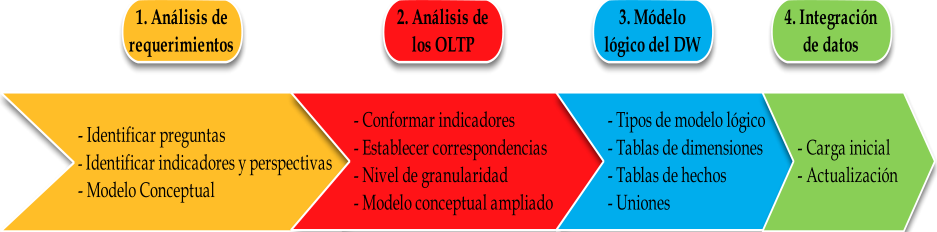 1. Análisis de
requerimientos
2. Análisis de
los OLTP
3. Módelo
lógico del DW
4. Integración
de datos
- Identificar preguntas
- Identificar indicadores y perspectivas
- Modelo Conceptual
- Conformar indicadores
- Establecer correspondencias
- Nivel de granularidad
- Modelo conceptual ampliado
- Tipos de modelo lógico
- Tablas de dimensiones
- Tablas de hechos
- Uniones
- Carga inicial
- Actualización